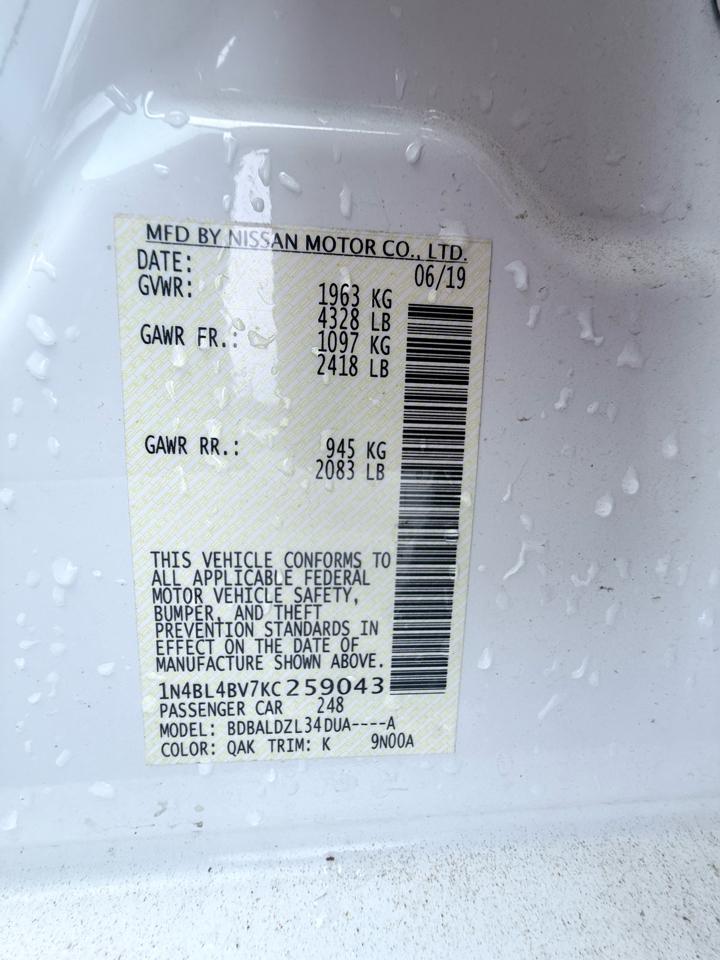 MFD BY NISSAN MOTOR CO., LTD.
DATE: 06/19
GVWR: 1963 KG
4328 LB
GAWR FR.: 1097 KG
2418 LB
GAWR RR.: 945 KG
2083 LB
THIS VEHICLE CONFORMS TO
ALL APPLICABLE FEDERAL
MOTOR VEHICLE SAFETY,
BUMPER, AND THEFT
PREVENTION STANDARDS IN
EFFECT ON THE DATE OF
MANUFACTURE SHOWN ABOVE.
1N4BL4BV7KC259043
PASSENGER CAR 248
MODEL: BDBALDZL34DUA----A
COLOR: QAK TRIM: K 9N00A